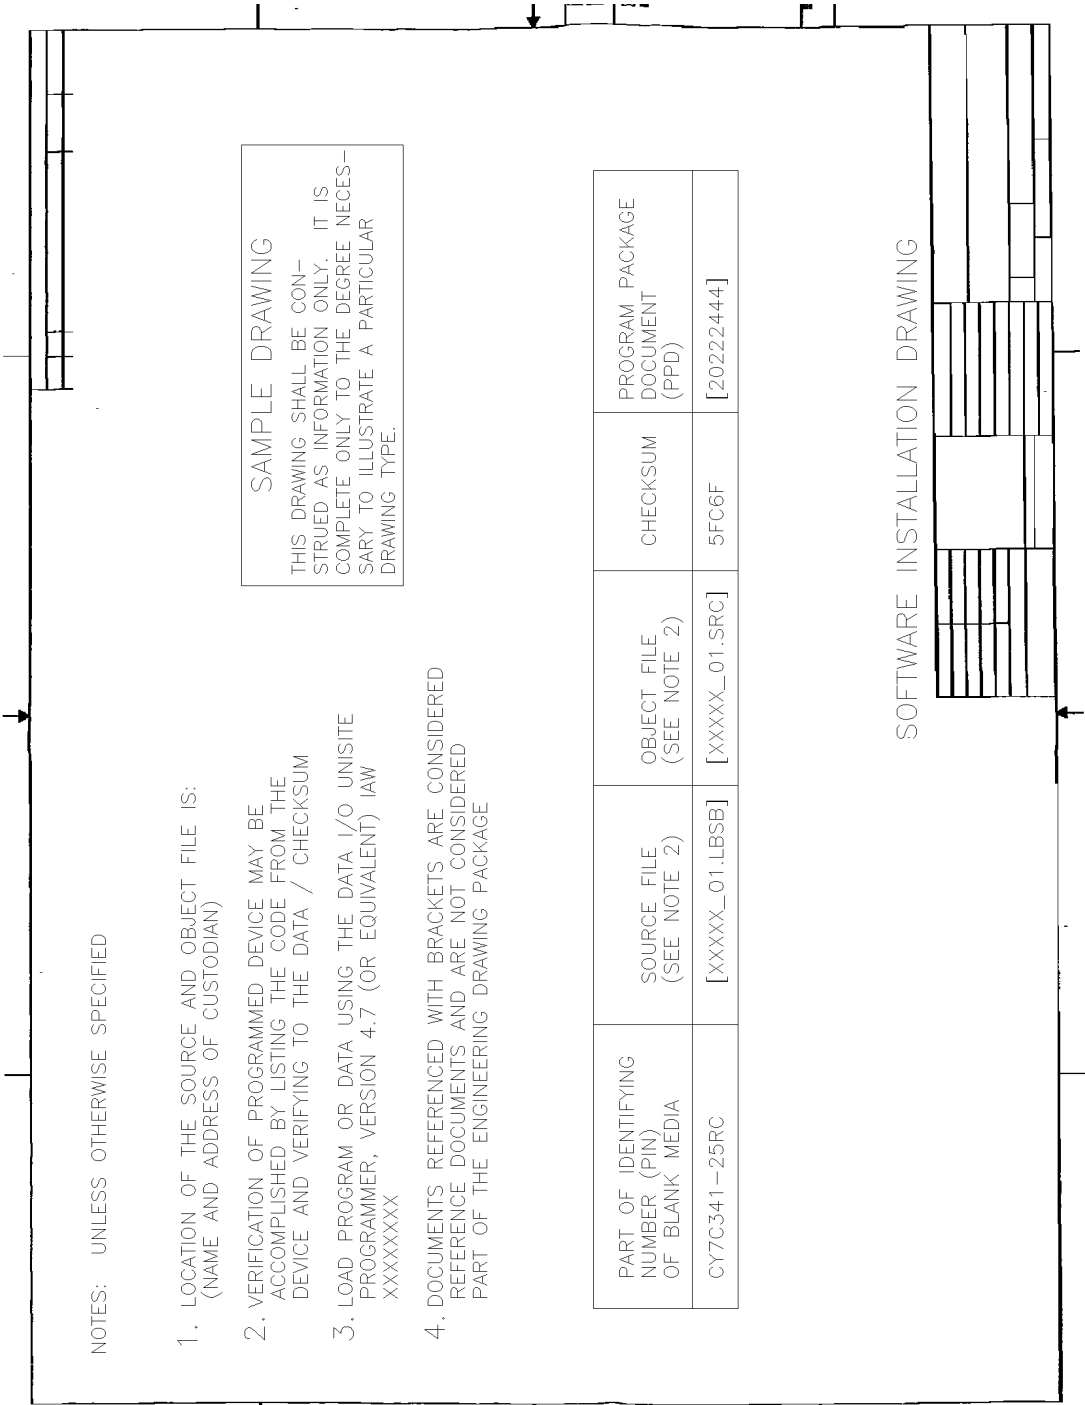 NOTES: UNLESS OTHERWISE SPECIFIED
1. LOCATION OF THE SOURCE AND OBJECT FILE IS:
(NAME AND ADDRESS OF CUSTODIAN)
2. VERIFICATION OF PROGRAMMED DEVICE MAY BE
ACCOMPLISHED BY LISTING THE CODE FROM THE
DEVICE AND VERIFYING TO THE DATA / CHECKSUM
3. LOAD PROGRAM OR DATA USING THE DATA I/O UNISITE
PROGRAMMER, VERSION 4.7 (OR EQUIVALENT) IAW
XXXXXXXX
4. DOCUMENTS REFERENCED WITH BRACKETS ARE CONSIDERED
REFERENCE DOCUMENTS AND ARE NOT CONSIDERED
PART OF THE ENGINEERING DRAWING PACKAGE
SAMPLE DRAWING
THIS DRAWING SHALL BE CON-
STRUED AS INFORMATION ONLY. IT IS
COMPLETE ONLY TO THE DEGREE NECES-
SARY TO ILLUSTRATE A PARTICULAR
DRAWING TYPE.
PART OF IDENTIFYING
NUMBER (PIN)
OF BLANK MEDIA
SOURCE FILE
(SEE NOTE 2)
OBJECT FILE
(SEE NOTE 2)
CHECKSUM
PROGRAM PACKAGE
DOCUMENT
(PPD)
CY7C341-25RC
[XXXXX_01.LBSB]
[XXXXX_01.SRC]
5FC6F
[20222444]
SOFTWARE INSTALLATION DRAWING